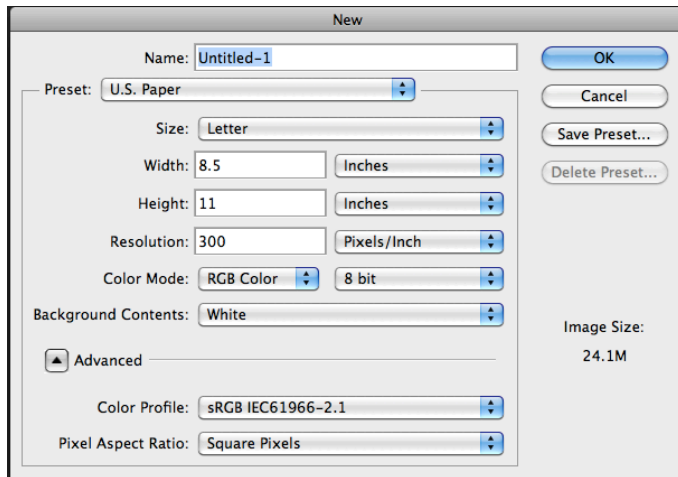 New
Name: Untitled-1
OK
Preset: U.S. Paper
Cancel
Size: Letter
Save Preset...
Width: 8.5 Inches
Delete Preset...
Height: 11 Inches
Resolution: 300 Pixels/Inch
Color Mode: RGB Color 8 bit
Background Contents: White
Image Size:
24.1M
Advanced
Color Profile: sRGB IEC61966-2.1
Pixel Aspect Ratio: Square Pixels